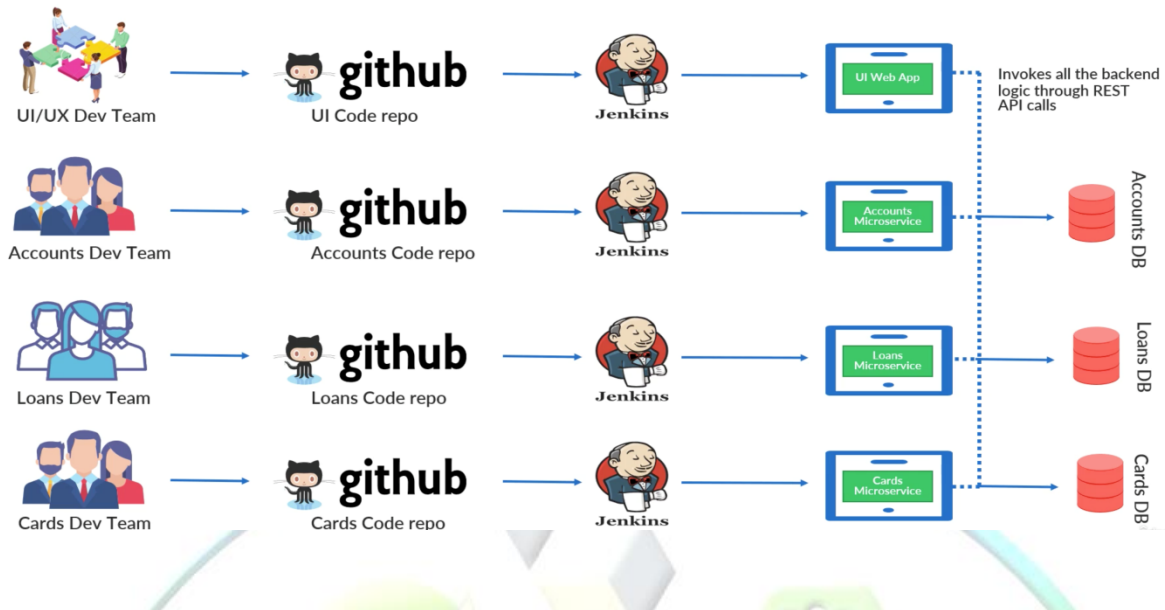 github
Jenkins
UI Web App
Invokes all the backend
logic through REST
API calls
UI/UX Dev Team
UI Code repo
github
Jenkins
Accounts
Microservice
Accounts DB
Accounts Dev Team
Accounts Code repo
github
Jenkins
Loans
Microservice
Loans DB
Loans Dev Team
Loans Code repo
github
Jenkins
Cards
Microservice
Cards DB
Cards Dev Team
Cards Code repo